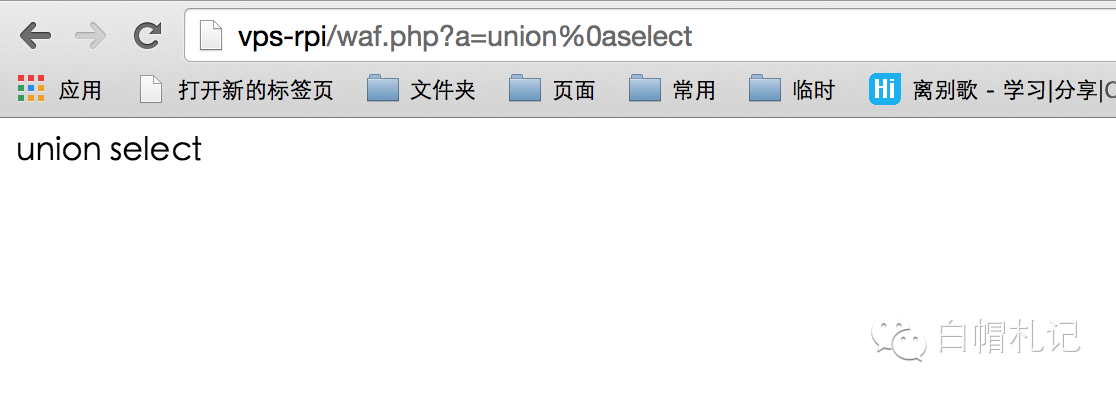 vps-rpi/waf.php?a=union%0aselect
应用 打开新的标签页 文件夹 页面 常用 临时 Hi 离别歌 - 学习|分享|
union select
白帽札记